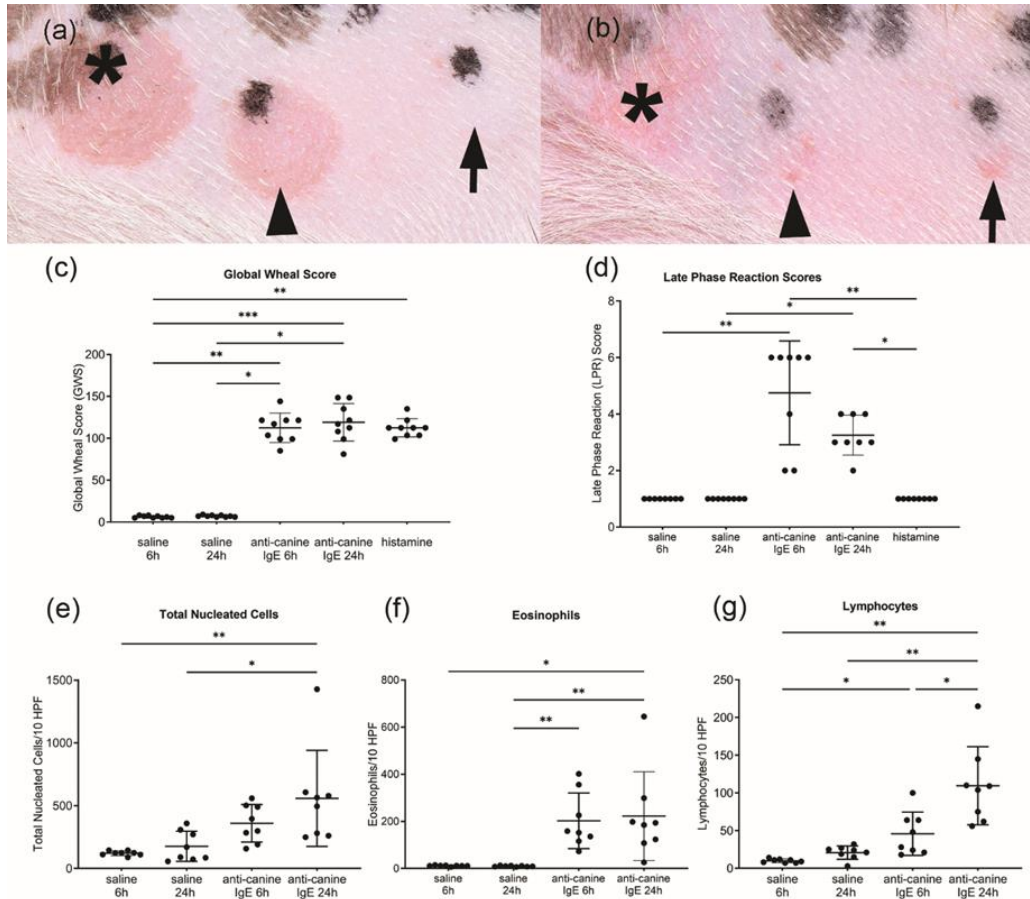 (a)
(b)
(c)
Global Wheal Score
**
***
*
**
*
Global Wheal Score (GWS)
200
150
100
50
0
saline 6h
saline 24h
anti-canine IgE 6h
anti-canine IgE 24h
histamine
(d)
Late Phase Reaction Scores
**
*
**
*
Late Phase Reaction (LPR) Score
8
6
4
2
0
saline 6h
saline 24h
anti-canine IgE 6h
anti-canine IgE 24h
histamine
(e)
Total Nucleated Cells
**
*
Total Nucleated Cells/10 HPF
1500
1000
500
0
saline 6h
saline 24h
anti-canine IgE 6h
anti-canine IgE 24h
(f)
Eosinophils
*
**
**
Eosinophils/10 HPF
800
600
400
200
0
saline 6h
saline 24h
anti-canine IgE 6h
anti-canine IgE 24h
(g)
Lymphocytes
**
**
*
*
Lymphocytes/10 HPF
250
200
150
100
50
0
saline 6h
saline 24h
anti-canine IgE 6h
anti-canine IgE 24h